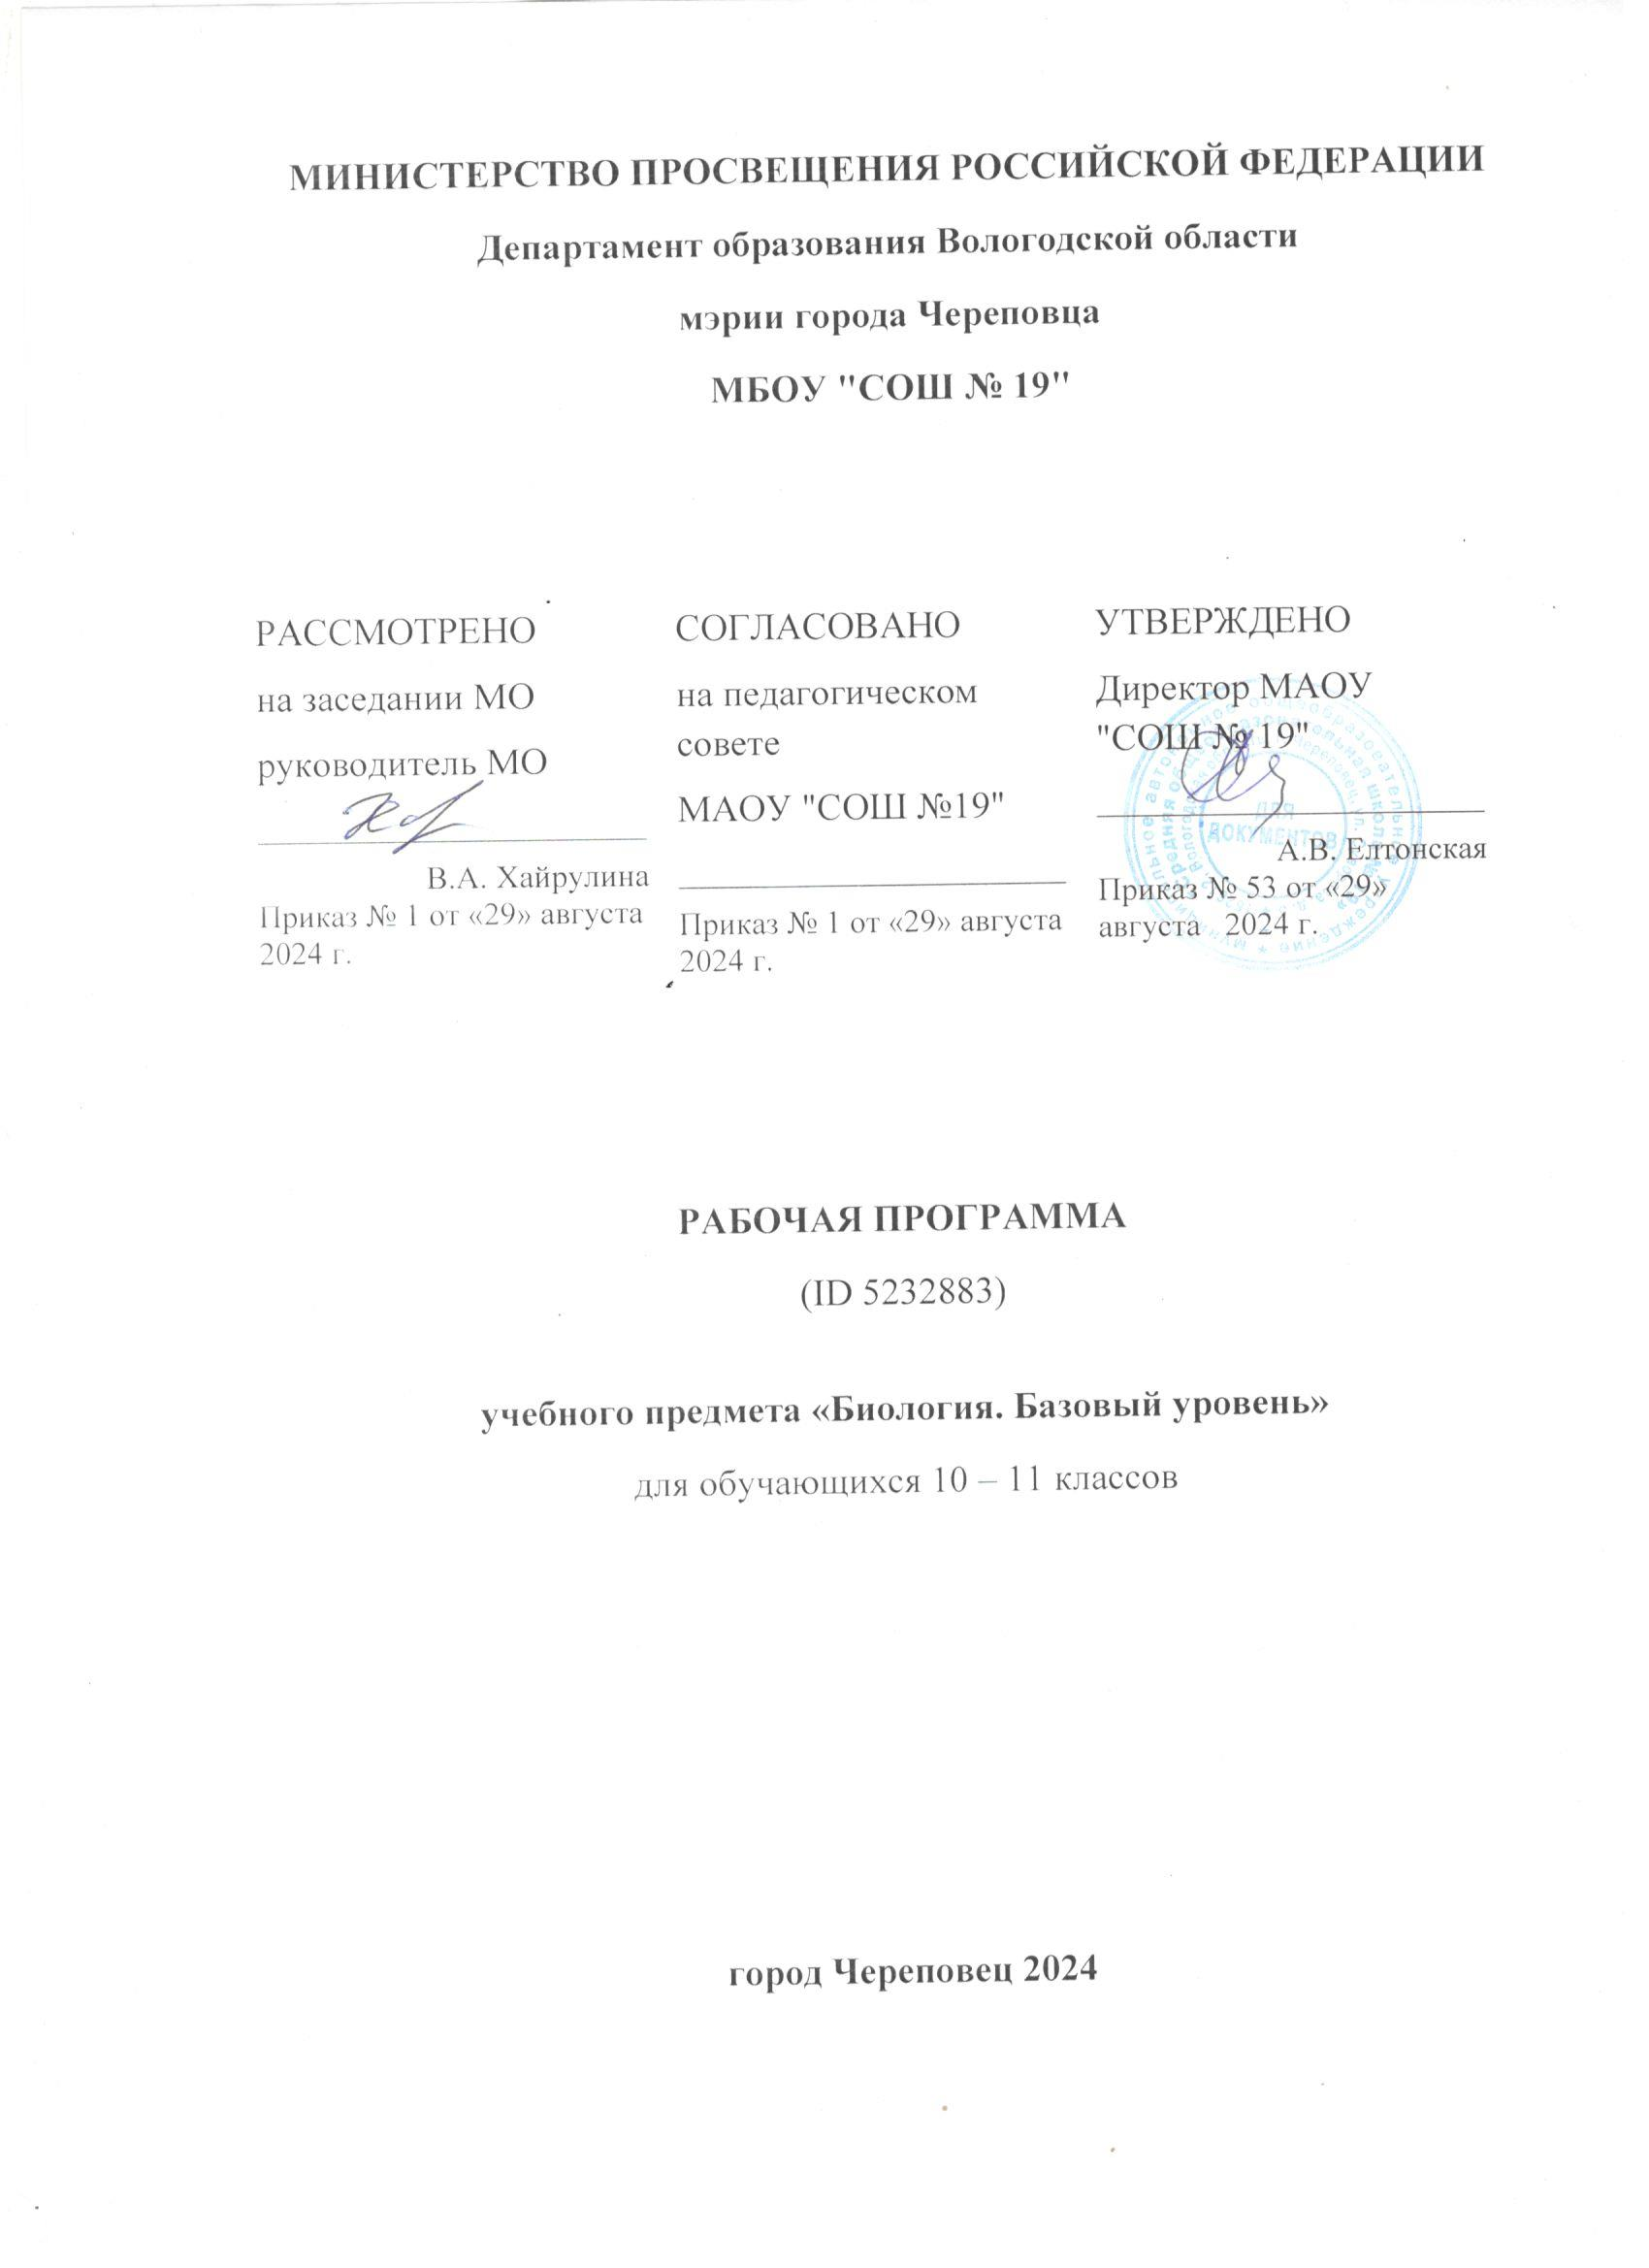 МИНИСТЕРСТВО ПРОСВЕЩЕНИЯ РОССИЙСКОЙ ФЕДЕРАЦИИ
Департамент образования Вологодской области
мэрии города Череповца
МБОУ "СОШ № 19"
РАССМОТРЕНО
на заседании МО
руководитель МО
В.А. Хайрулина
Приказ № 1 от «29» августа
2024 г.
СОГЛАСОВАНО
на педагогическом
совете
МАОУ "СОШ №19"
Приказ № 1 от «29» августа
2024 г.
УТВЕРЖДЕНО
Директор МАОУ
"СОШ № 19"
ДЛЯ
ДОКУМЕНТОВ
А.В. Елтонская
Приказ № 53 от «29»
августа 2024 г.
РАБОЧАЯ ПРОГРАММА
(ID 5232883)
учебного предмета «Биология. Базовый уровень»
для обучающихся 10 – 11 классов
город Череповец 2024